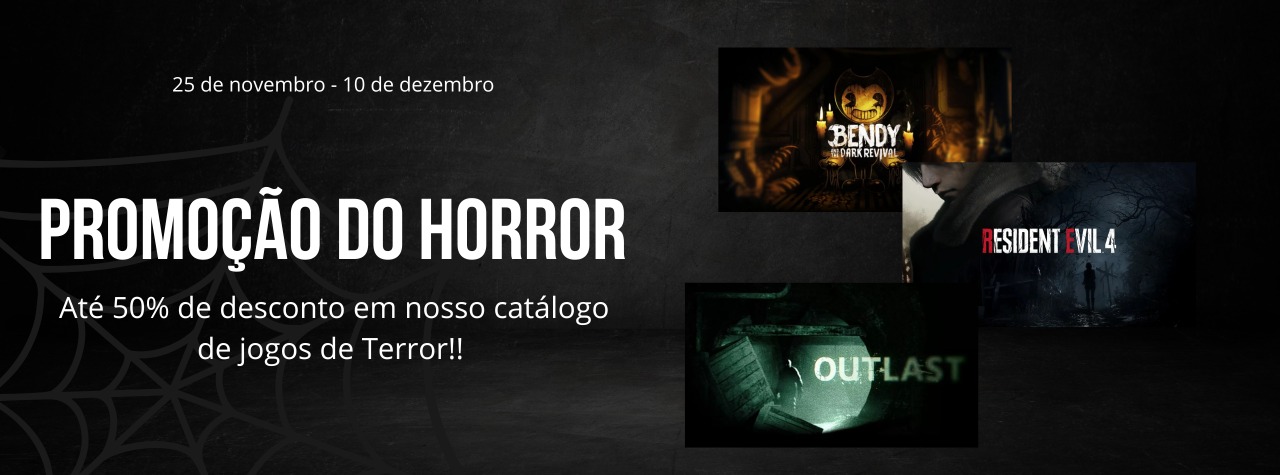 25 de novembro - 10 de dezembro
PROMOÇÃO DO HORROR
Até 50% de desconto em nosso catálogo
de jogos de Terror!!
BENDY
AND THE DARK REVIVAL
RESIDENT EVIL 4
OUTLAST